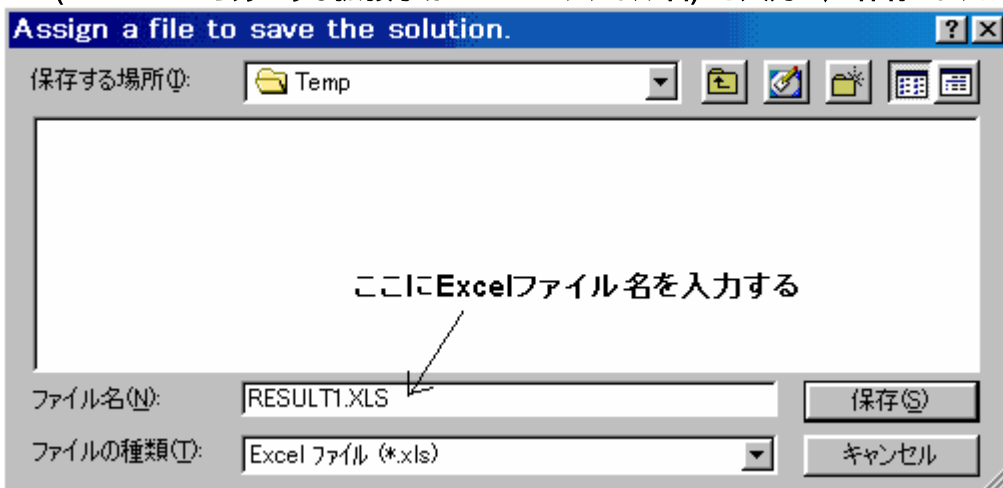 Assign a file to save the solution.
保存する場所(I):
Temp
ここにExcelファイル名を入力する
ファイル名(N):
RESULT1.XLS
保存(S)
ファイルの種類(T):
Excel ファイル (*.xls)
キャンセル